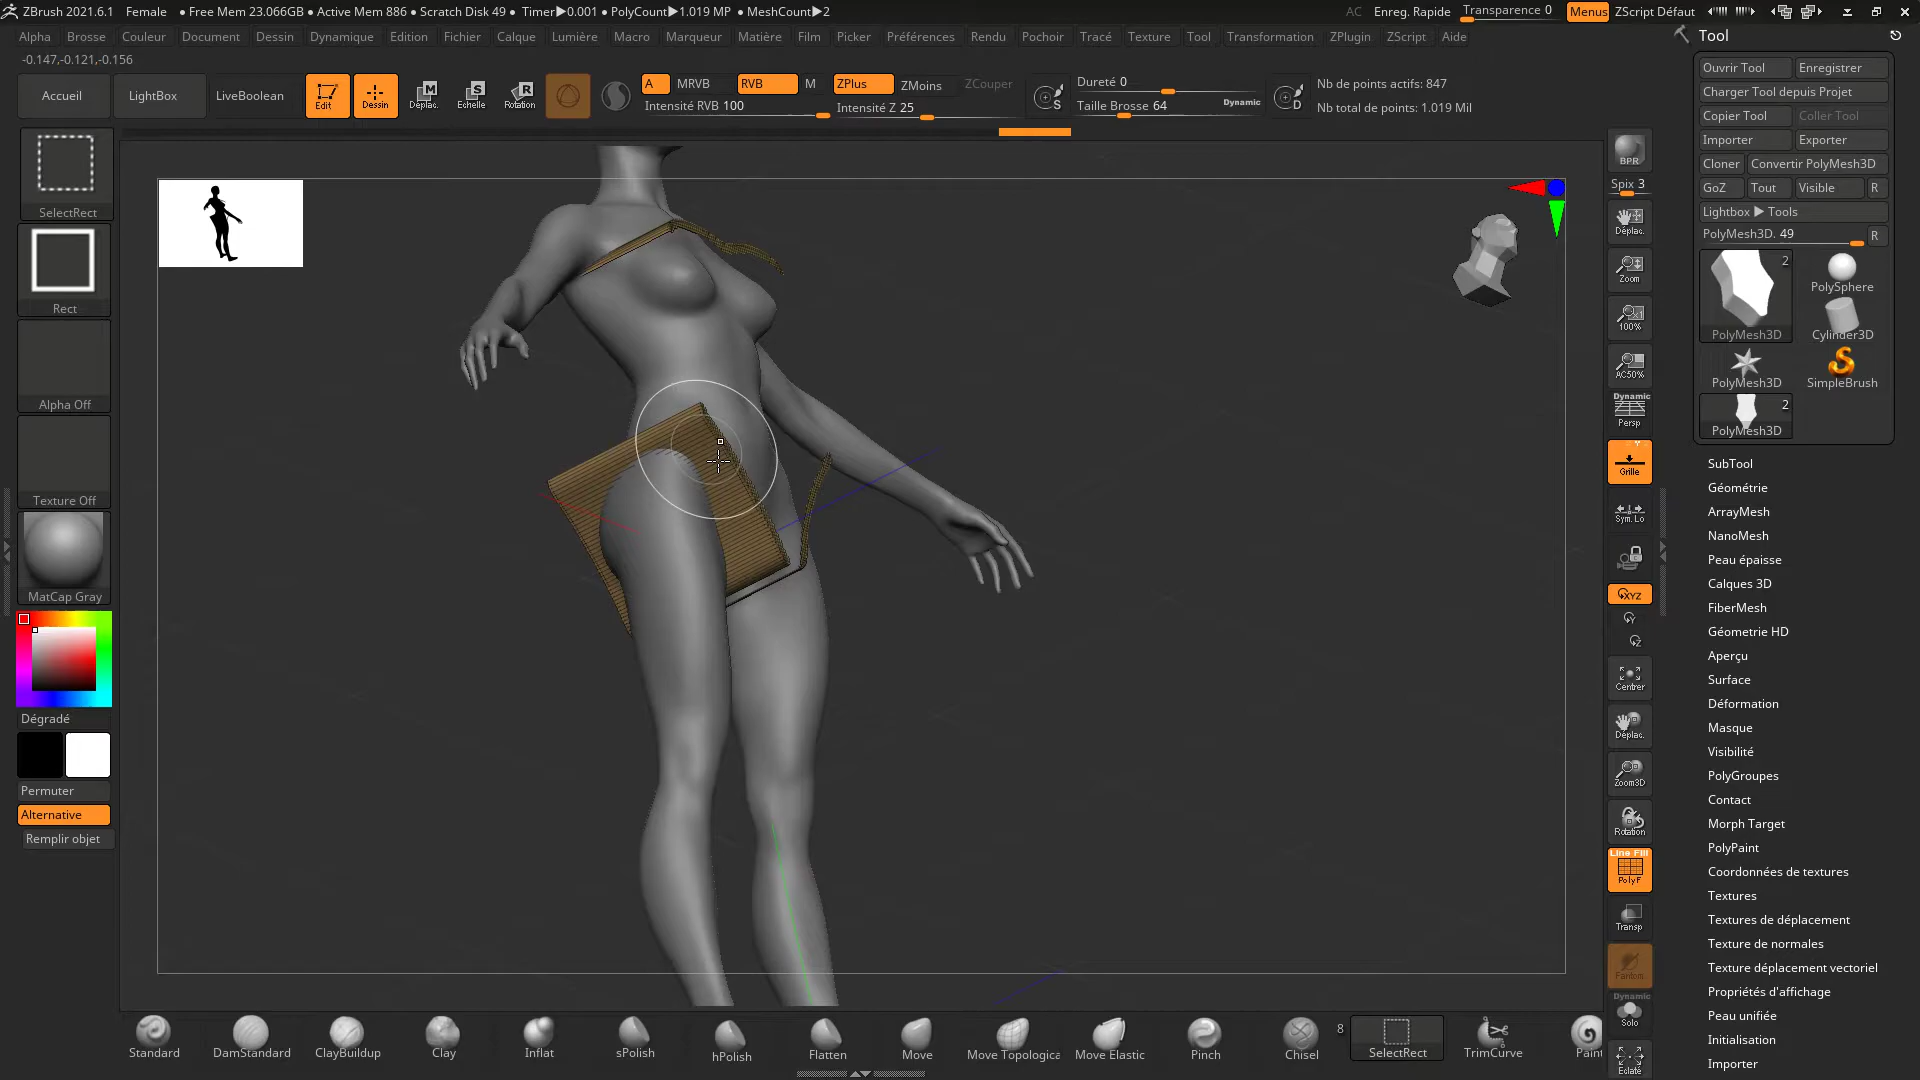 ZBrush 2021.6.1 Female • Free Mem 23.066GB • Active Mem 886 • Scratch Disk 49 • Timer▶0.001 • PolyCount▶1.019 MP • MeshCount▶2
AC Enreg. Rapide Transparence 0 Menus ZScript Défaut
Alpha Brosse Couleur Document Dessin Dynamique Edition Fichier Calque Lumière Macro Marqueur Matière Film Picker Préférences Rendu Pochoir Tracé Texture Tool Transformation ZPlugin ZScript Aide
-0.147,-0.121,-0.156
Accueil LightBox LiveBoolean Edit Dessin Déplac. Echelle Rotation
M S R
A MRVB RVB M ZPlus ZMoins ZCouper
Intensité RVB 100 Intensité Z 25
S Dureté 0 D
Taille Brosse 64 Dynamic
Nb de points actifs: 847
Nb total de points: 1.019 Mil
SelectRect
Rect
Alpha Off
Texture Off
MatCap Gray
Dégradé
Permuter
Alternative
Remplir objet
BPR
Spix 3
Déplac.
Zoom
100%
AC50%
Dynamic
Persp
Grille
Sym. Lo
XYZ
Y
Z
Centrer
Déplac.
Zoom3D
Rotation
Line Fill
PolyF
Transp
Fantom
Dynamic
Solo
Eclaté
Tool
Ouvrir Tool Enregistrer
Charger Tool depuis Projet
Copier Tool Coller Tool
Importer Exporter
Cloner Convertir PolyMesh3D
GoZ Tout Visible R
Lightbox ▶ Tools
PolyMesh3D. 49 R
2
PolyMesh3D PolySphere
Cylinder3D
PolyMesh3D SimpleBrush
2
PolyMesh3D
SubTool
Géométrie
ArrayMesh
NanoMesh
Peau épaisse
Calques 3D
FiberMesh
Géometrie HD
Aperçu
Surface
Déformation
Masque
Visibilité
PolyGroupes
Contact
Morph Target
PolyPaint
Coordonnées de textures
Textures
Textures de déplacement
Texture de normales
Texture déplacement vectoriel
Propriétés d'affichage
Peau unifiée
Initialisation
Importer
Standard DamStandard ClayBuildup Clay Inflat sPolish hPolish Flatten Move Move Topologica Move Elastic Pinch Chisel 8 SelectRect TrimCurve Paint